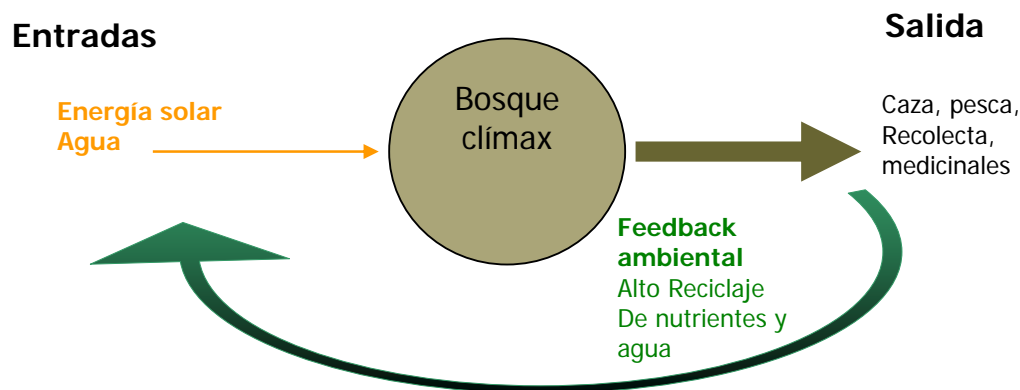 Entradas
Salida
Energía solar
Agua
Bosque
clímax
Caza, pesca,
Recolecta,
medicinales
Feedback
ambiental
Alto Reciclaje
De nutrientes y
agua